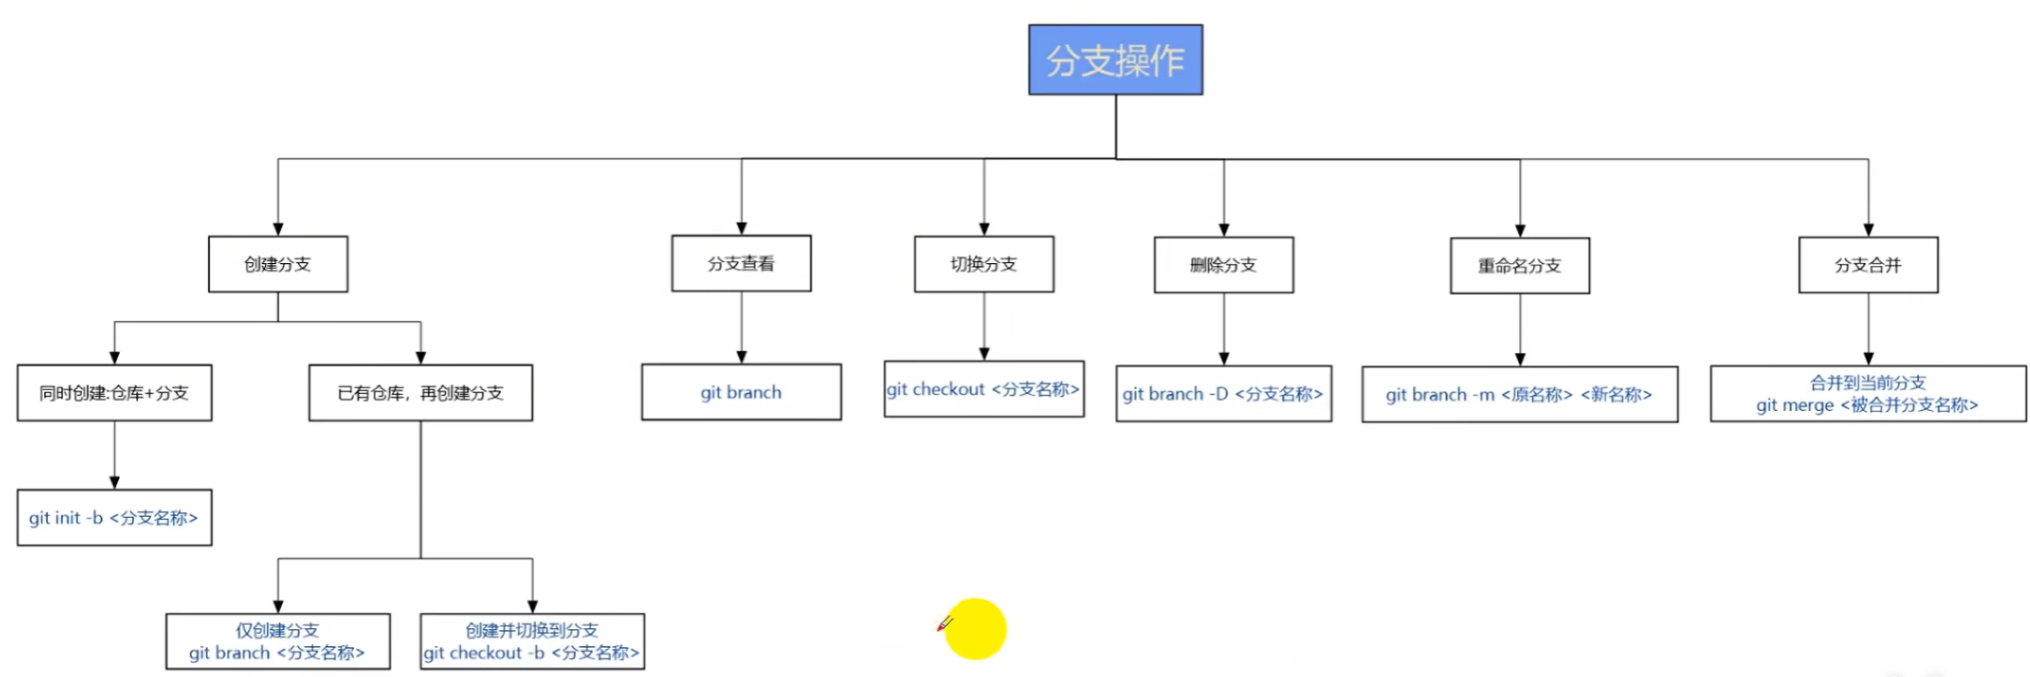 分支操作
创建分支
分支查看
切换分支
删除分支
重命名分支
分支合并
同时创建:仓库+分支
已有仓库，再创建分支
git branch
git checkout <分支名称>
git branch -D <分支名称>
git branch -m <原名称> <新名称>
合并到当前分支
git merge <被合并分支名称>
git init -b <分支名称>
仅创建分支
git branch <分支名称>
创建并切换到分支
git checkout -b <分支名称>